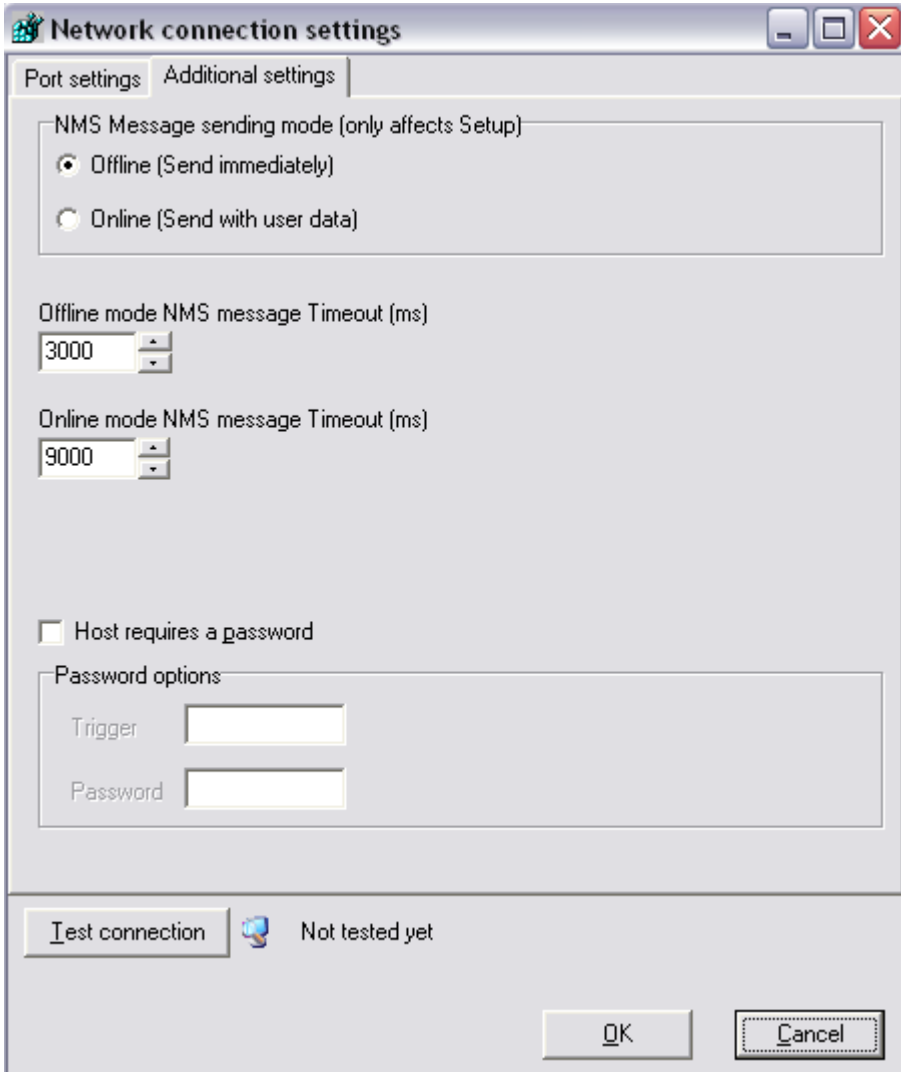 Network connection settings
Port settings Additional settings
NMS Message sending mode (only affects Setup)
Offline (Send immediately)
Online (Send with user data)
Offline mode NMS message Timeout (ms)
3000
Online mode NMS message Timeout (ms)
9000
Host requires a password
Password options
Trigger
Password
Test connection Not tested yet
OK Cancel